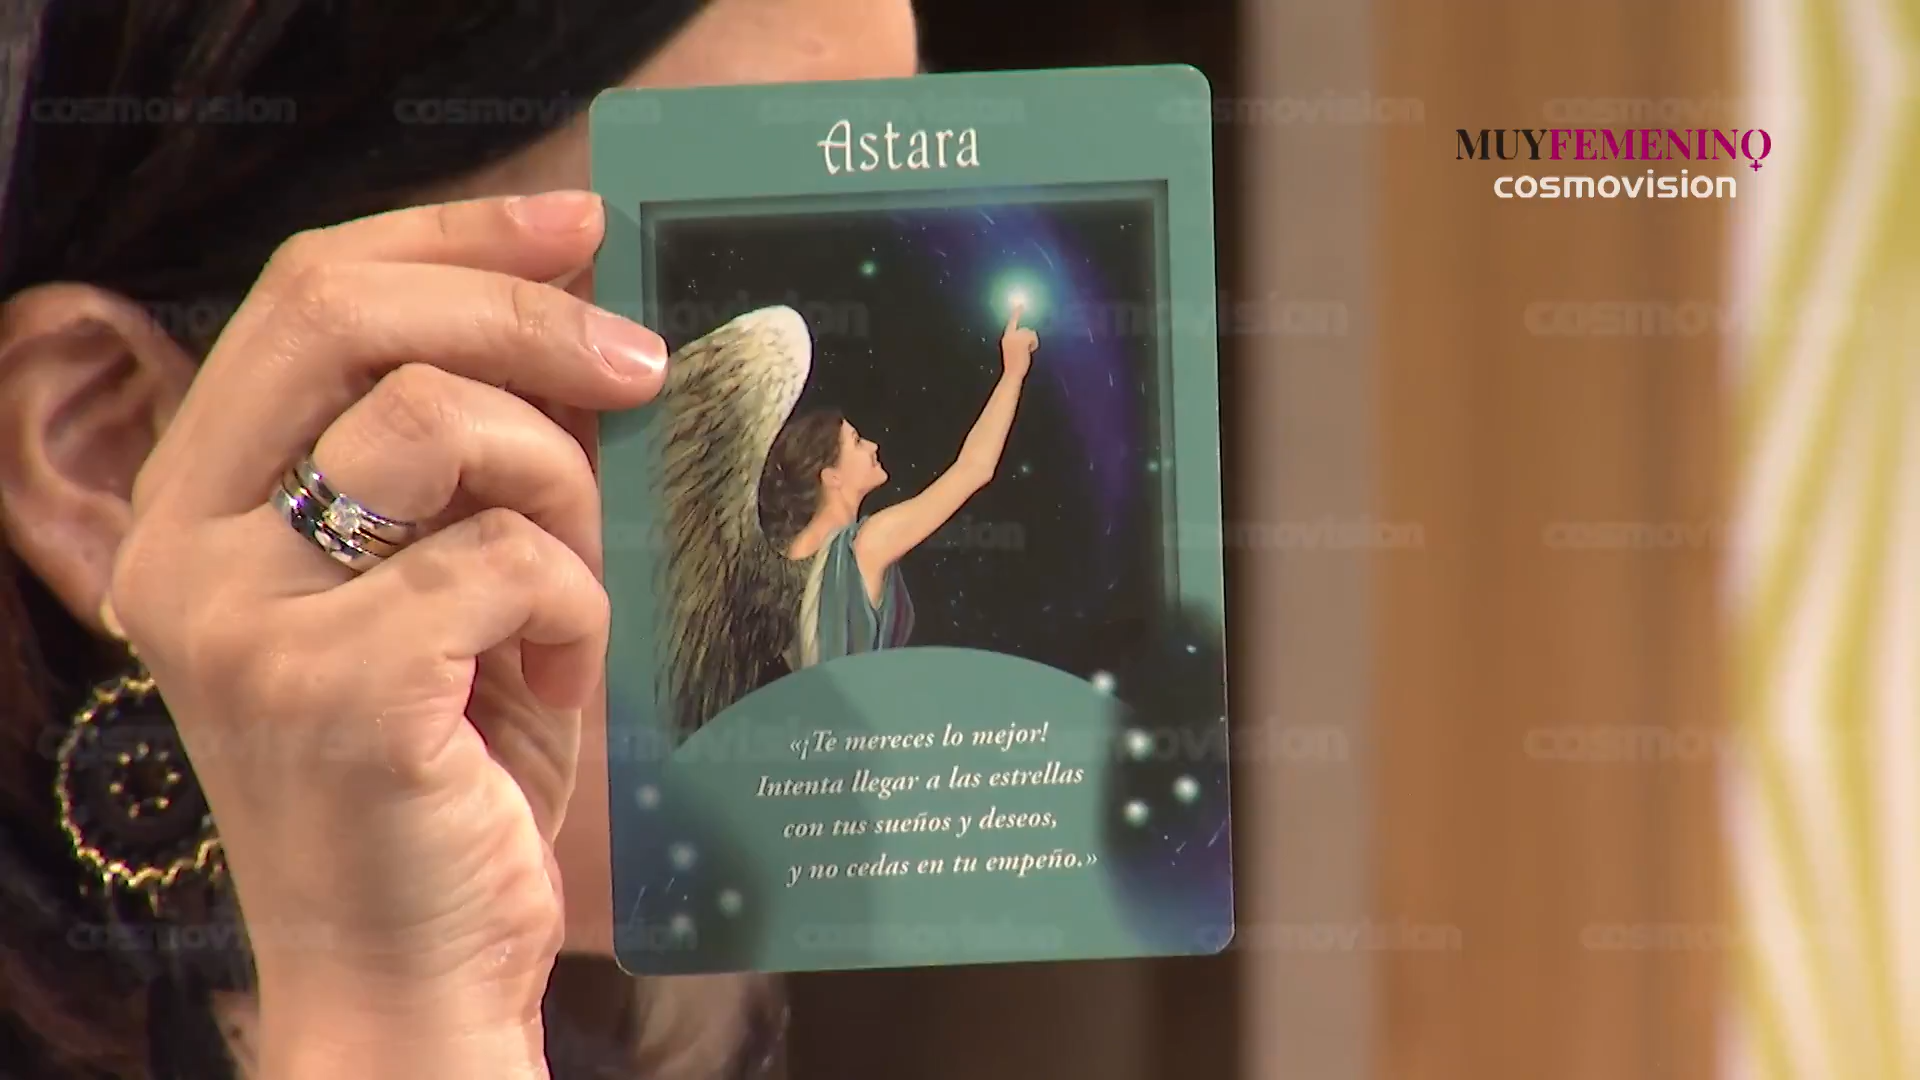 Astara
MUYFEMENINO
cosmovision
«¡Te mereces lo mejor!
Intenta llegar a las estrellas
con tus sueños y deseos,
y no cedas en tu empeño.»
cosmovision